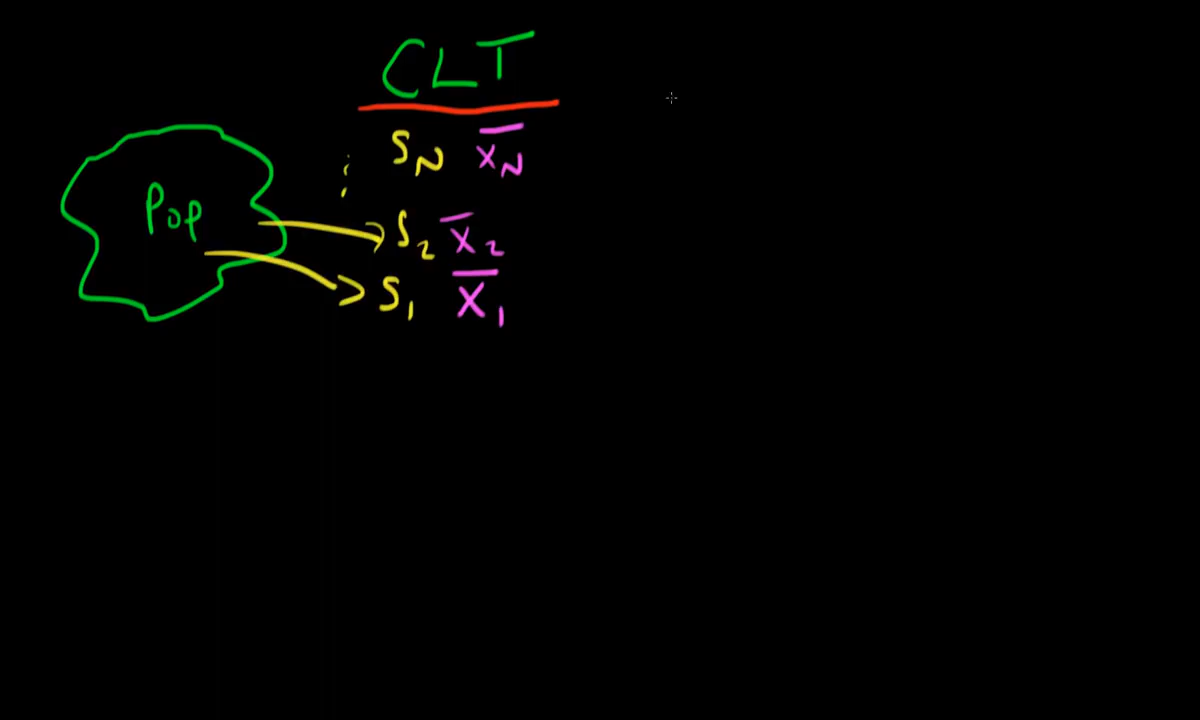 CLT
S_N x̄_N
Pop
S_2 x̄_2
S_1 X̄_1